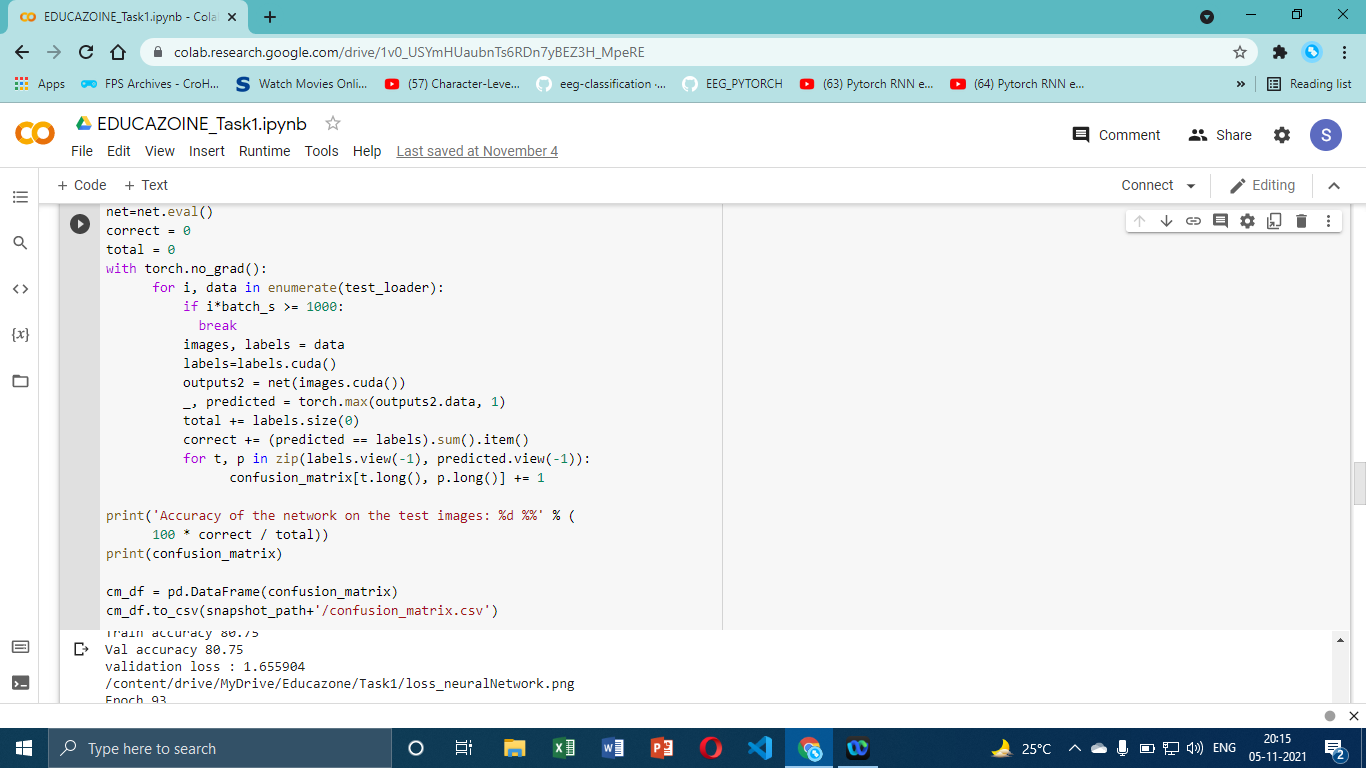 EDUCAZOINE_Task1.ipynb - Cola
colab.research.google.com/drive/1v0_USYmHUaubnTs6RDn7yBEZ3H_MpeRE
Apps FPS Archives - CroH... Watch Movies Onli... (57) Character-Leve... eeg-classification -... EEG_PYTORCH (63) Pytorch RNN e... (64) Pytorch RNN e... » Reading list
EDUCAZOINE_Task1.ipynb
Comment Share S
File Edit View Insert Runtime Tools Help Last saved at November 4
+ Code + Text Connect Editing
net=net.eval()
correct = 0
total = 0
with torch.no_grad():
for i, data in enumerate(test_loader):
if i*batch_s >= 1000:
break
images, labels = data
labels=labels.cuda()
outputs2 = net(images.cuda())
_, predicted = torch.max(outputs2.data, 1)
total += labels.size(0)
correct += (predicted == labels).sum().item()
for t, p in zip(labels.view(-1), predicted.view(-1)):
confusion_matrix[t.long(), p.long()] += 1
print('Accuracy of the network on the test images: %d %%' % (
100 * correct / total))
print(confusion_matrix)
cm_df = pd.DataFrame(confusion_matrix)
cm_df.to_csv(snapshot_path+'/confusion_matrix.csv')
Train accuracy 80.75
Val accuracy 80.75
validation loss : 1.655904
/content/drive/MyDrive/Educazone/Task1/loss_neuralNetwork.png
Epoch 93
Type here to search
25°C ENG 20:15
05-11-2021 2